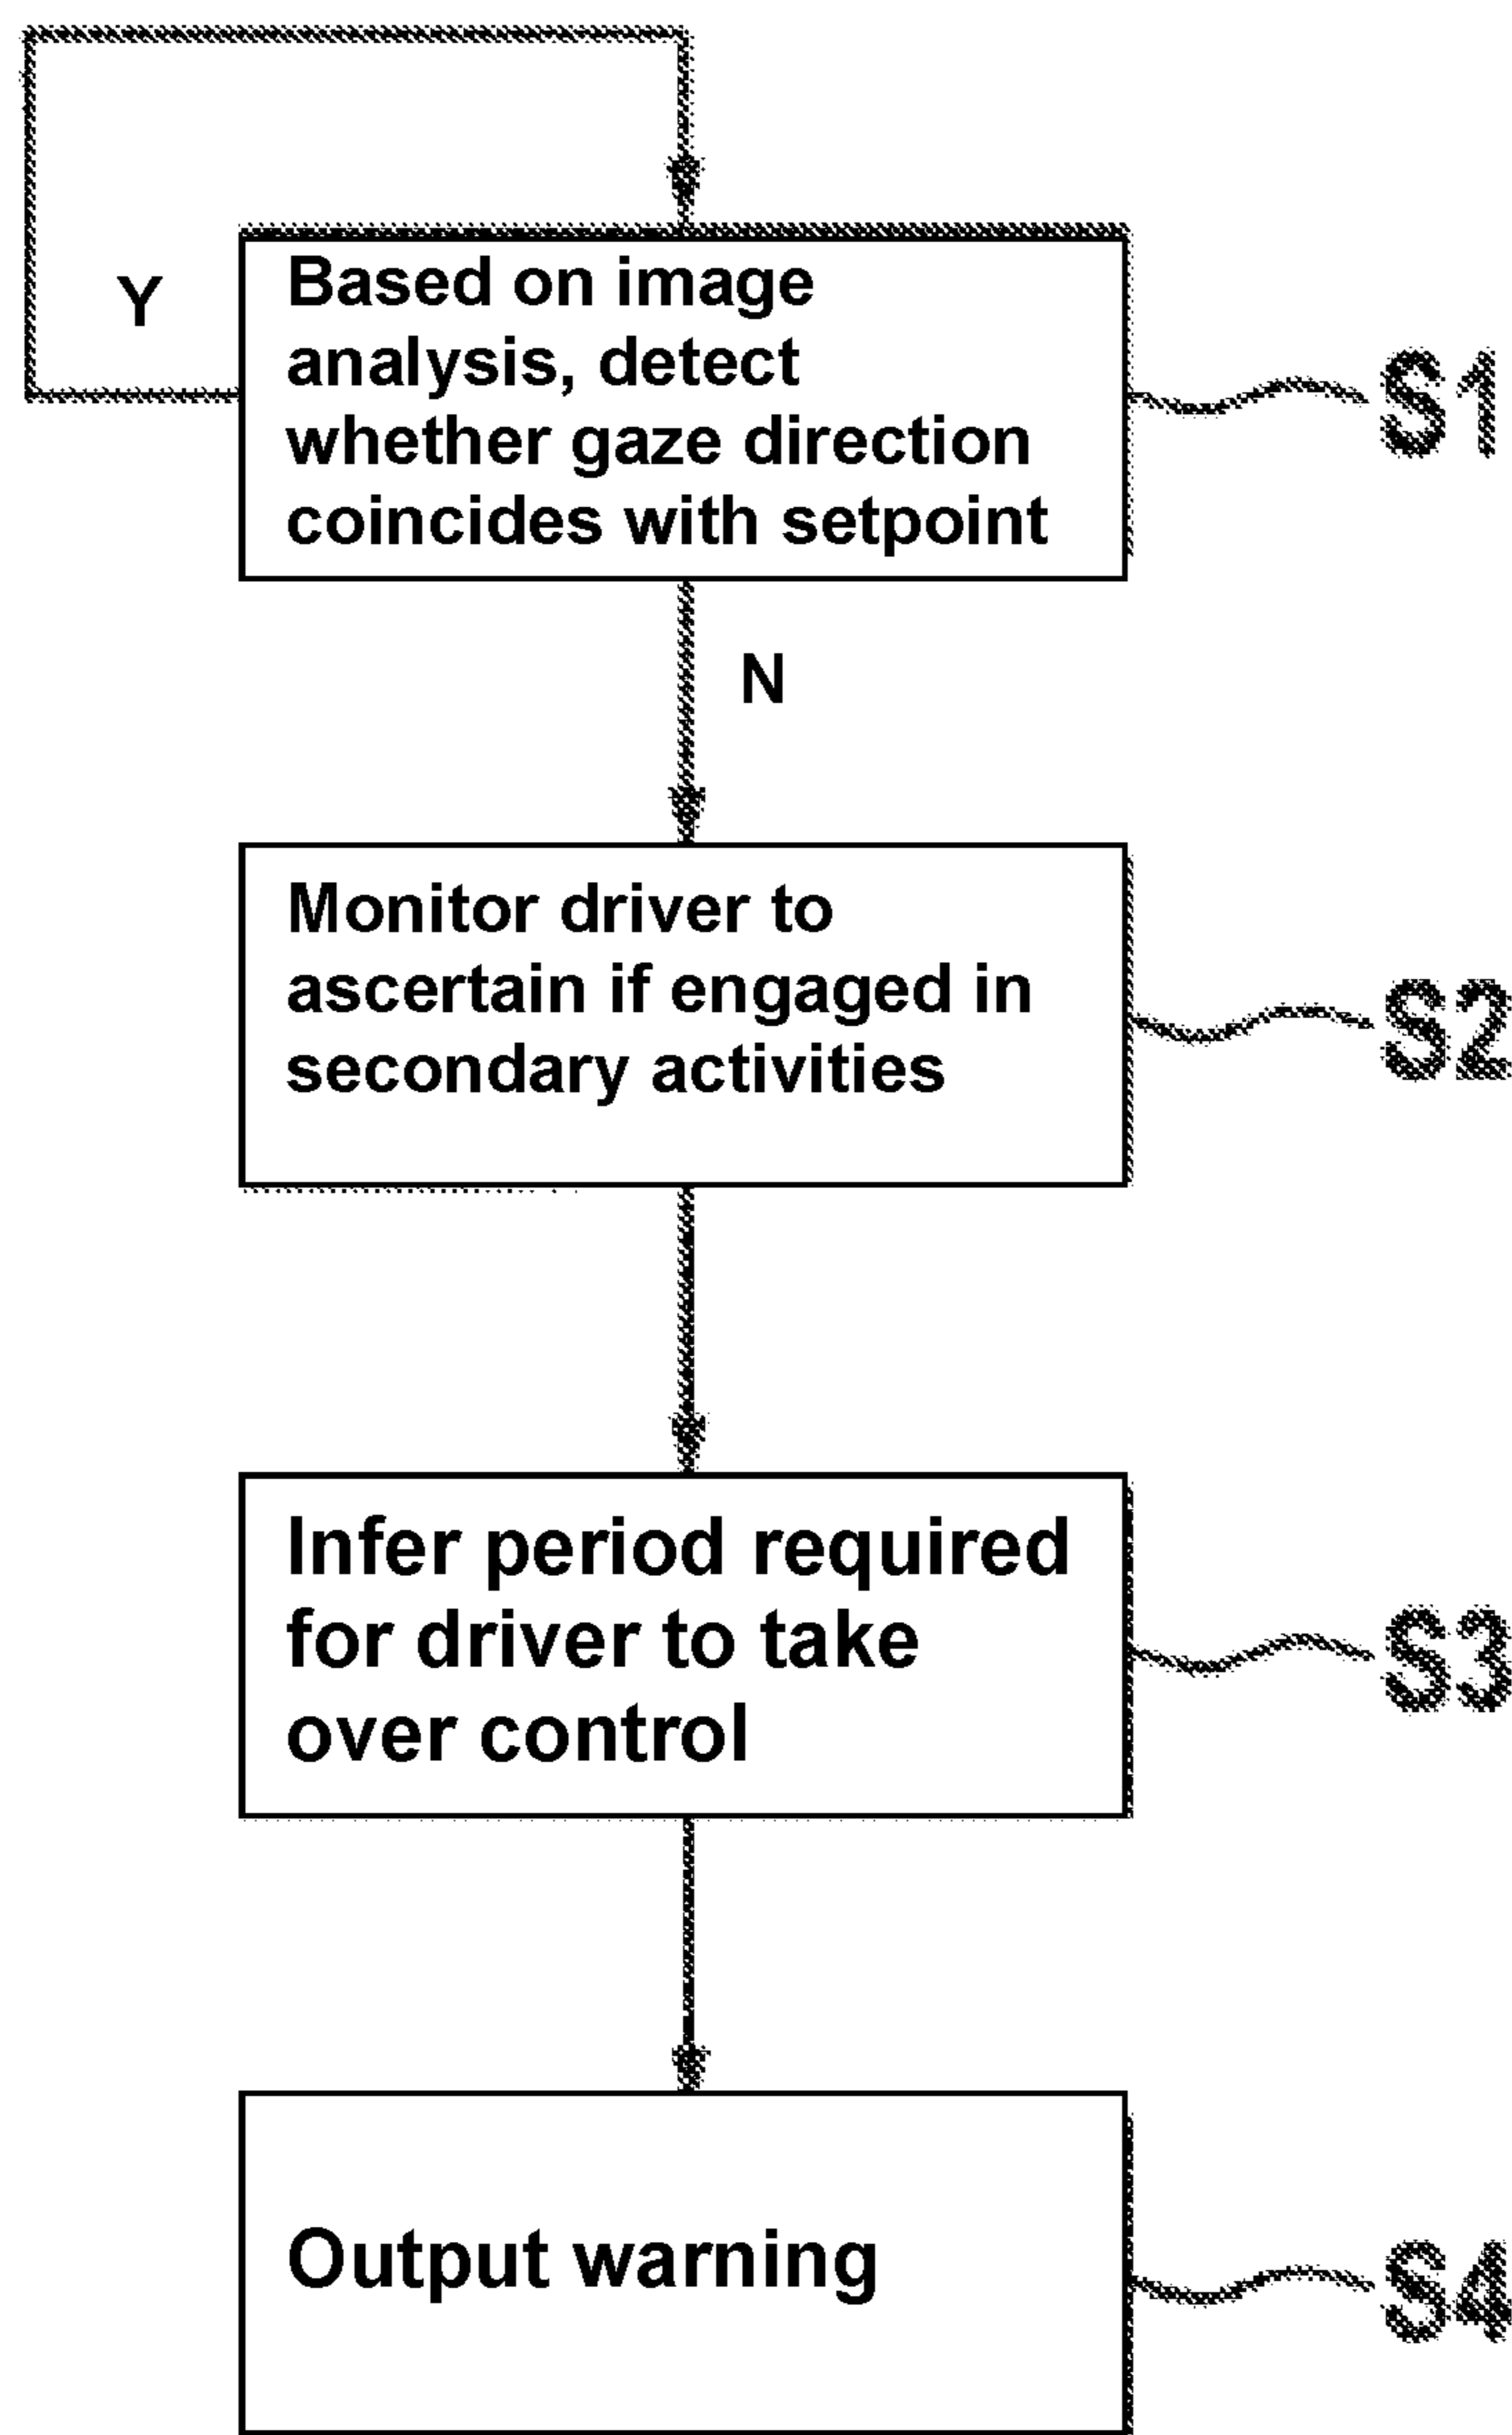 Y
Based on image
analysis, detect
whether gaze direction
coincides with setpoint
S1
N
Monitor driver to
ascertain if engaged in
secondary activities
S2
Infer period required
for driver to take
over control
S3
Output warning
S4